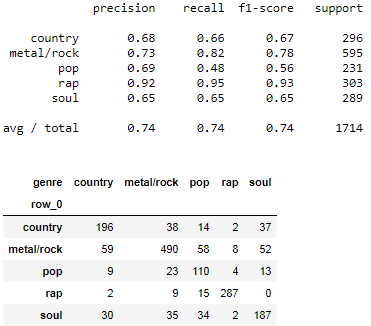 precision recall f1-score support
country 0.68 0.66 0.67 296
metal/rock 0.73 0.82 0.78 595
pop 0.69 0.48 0.56 231
rap 0.92 0.95 0.93 303
soul 0.65 0.65 0.65 289
avg / total 0.74 0.74 0.74 1714
genre country metal/rock pop rap soul
row_0
country 196 38 14 2 37
metal/rock 59 490 58 8 52
pop 9 23 110 4 13
rap 2 9 15 287 0
soul 30 35 34 2 187